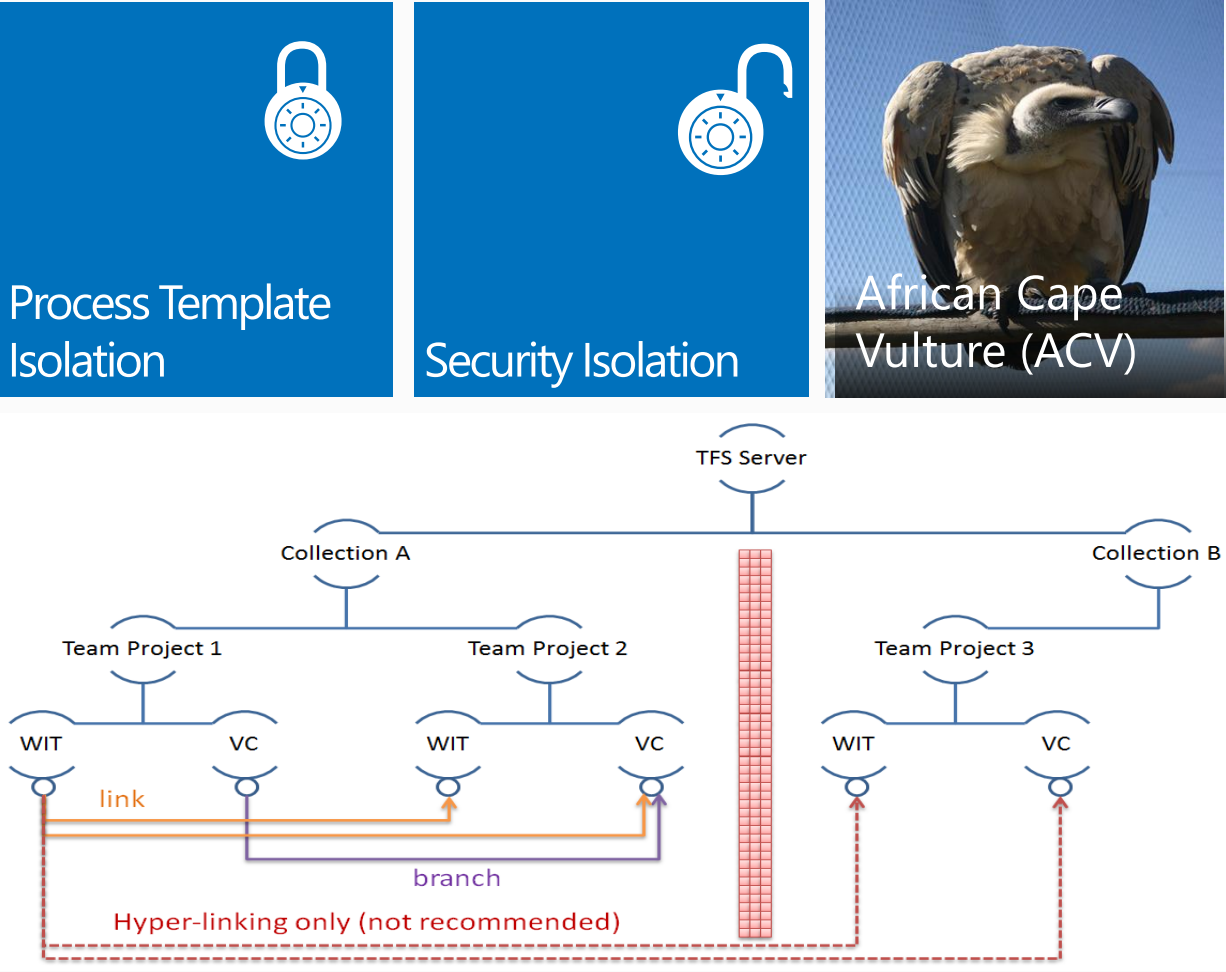 Process Template
Isolation
Security Isolation
African Cape
Vulture (ACV)
TFS Server
Collection A
Collection B
Team Project 1
Team Project 2
Team Project 3
WIT
VC
WIT
VC
WIT
VC
link
branch
Hyper-linking only (not recommended)